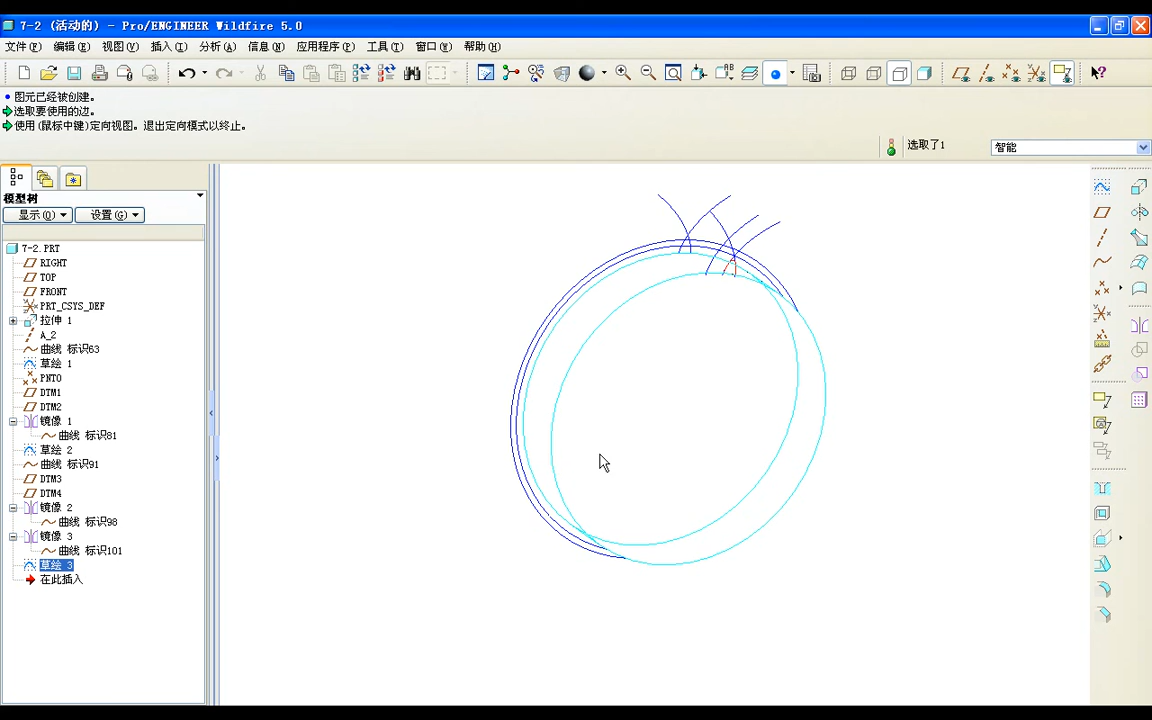 7-2 (活动的) - Pro/ENGINEER Wildfire 5.0
文件(F) 编辑(E) 视图(V) 插入(I) 分析(A) 信息(N) 应用程序(P) 工具(T) 窗口(W) 帮助(H)
图元已经被创建。
选取要使用的边。
使用(鼠标中键)定向视图。退出定向模式以终止。
选取了1
智能
模型树
显示(O)
设置(G)
7-2.PRT
RIGHT
TOP
FRONT
PRT_CSYS_DEF
拉伸 1
A_2
曲线 标识63
草绘 1
PNT0
DTM1
DTM2
镜像 1
曲线 标识81
草绘 2
曲线 标识91
DTM3
DTM4
镜像 2
曲线 标识98
镜像 3
曲线 标识101
草绘 3
在此插入